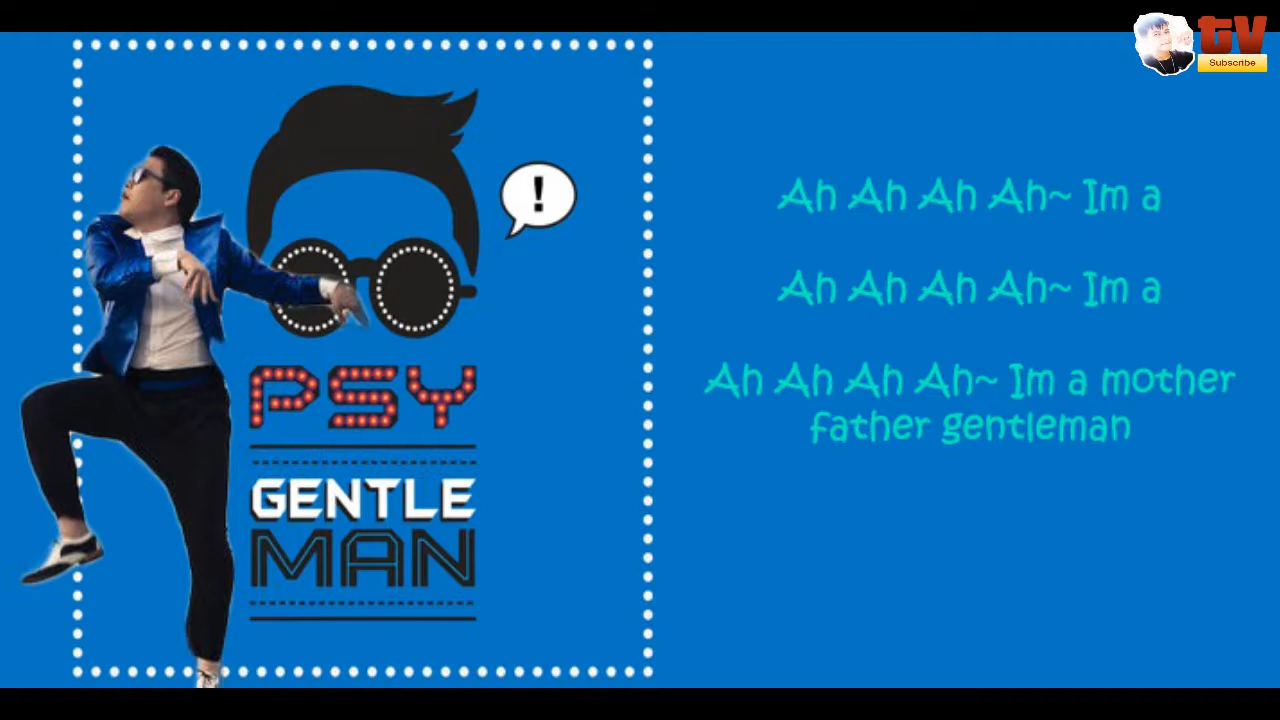 TV
Subscribe
!
PSY
GENTLE
MAN
Ah Ah Ah Ah~ Im a
Ah Ah Ah Ah~ Im a
Ah Ah Ah Ah~ Im a mother
father gentleman